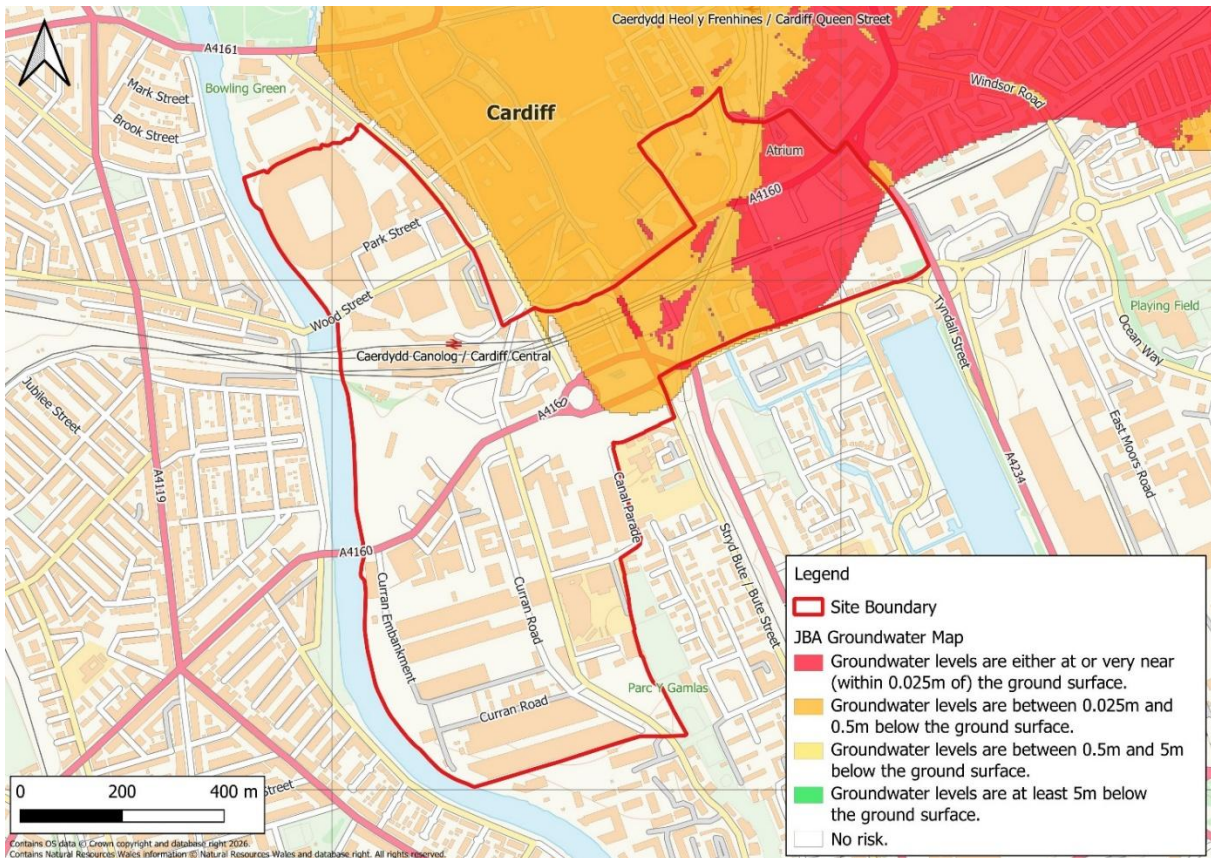 Caerdydd Heol y Frenhines / Cardiff Queen Street
A4161
Mark Street
Brook Street
Bowling Green
Cardiff
Windsor Road
Atrium
A4160
Park Street
Wood Street
Caerdydd Canolog / Cardiff Central
Tyndall Street
Playing Field
Ocean Way
Jubilee Street
A4160
A4119
East Moors Road
A4234
Canal Parade
Stryd Bute / Bute Street
A4160
Curran Embankment
Curran Road
Parc Y Gamlas
Curran Road
Street
Legend
Site Boundary
JBA Groundwater Map
Groundwater levels are either at or very near
(within 0.025m of) the ground surface.
Groundwater levels are between 0.025m and
0.5m below the ground surface.
Groundwater levels are between 0.5m and 5m
below the ground surface.
Groundwater levels are at least 5m below
the ground surface.
No risk.
0 200 400 m
Contains OS data © Crown copyright and database right 2026.
Contains Natural Resources Wales information © Natural Resources Wales and database right. All rights reserved.